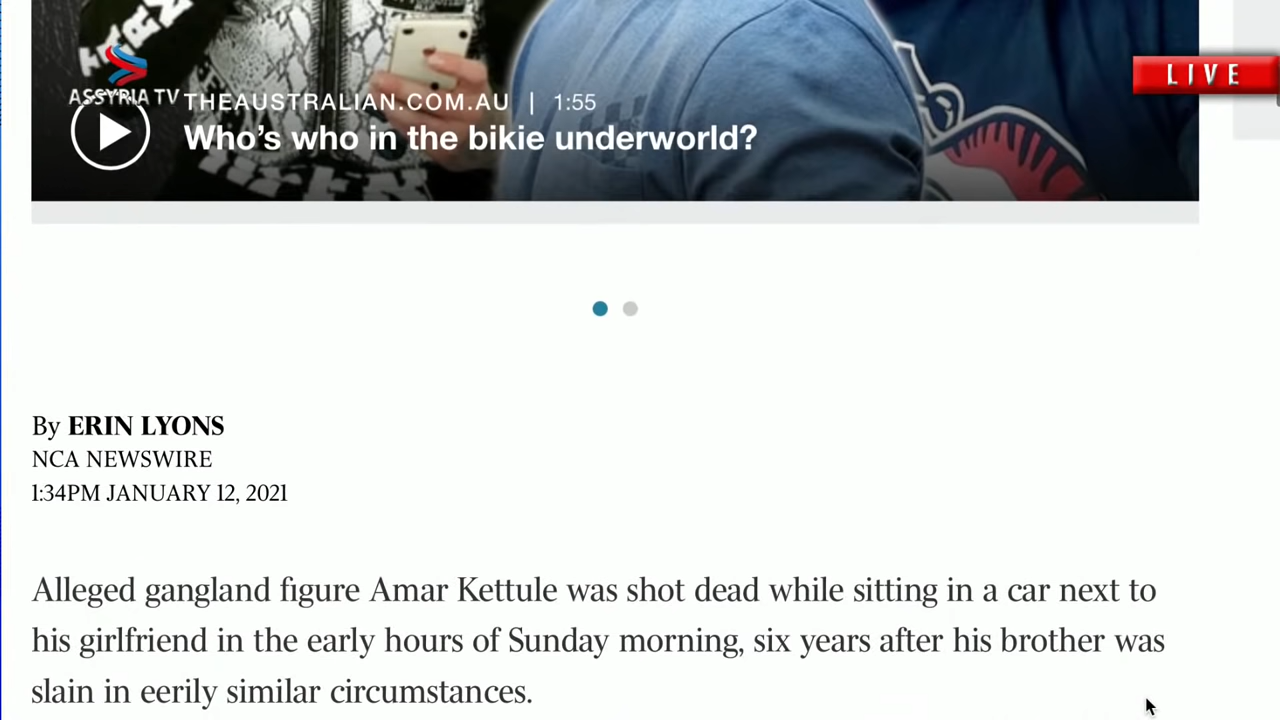 LIVE
ASSYRIA TV
THEAUSTRALIAN.COM.AU | 1:55
Who's who in the bikie underworld?
By ERIN LYONS
NCA NEWSWIRE
1:34PM JANUARY 12, 2021
Alleged gangland figure Amar Kettule was shot dead while sitting in a car next to
his girlfriend in the early hours of Sunday morning, six years after his brother was
slain in eerily similar circumstances.